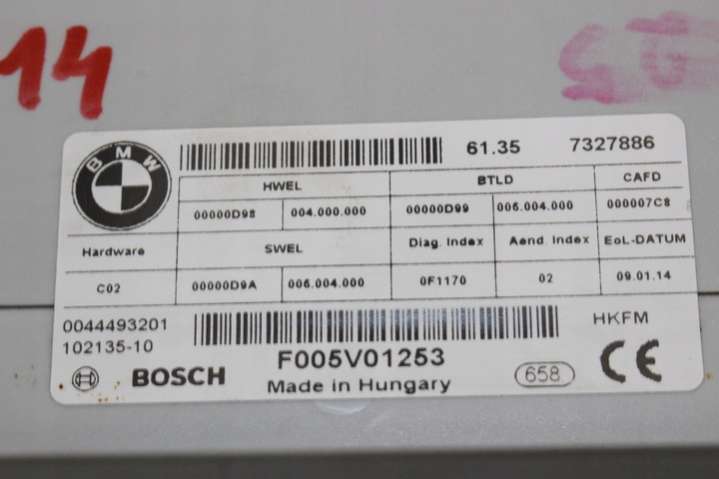 14
BMW
61.35 7327886
HWEL BTLD CAFD
00000D98 004.000.000 00000D99 006.004.000 000007C8
Hardware SWEL Diag. Index Aend. Index EoL-DATUM
C02 00000D9A 006.004.000 0F1170 02 09.01.14
0044493201 HKFM
102135-10
F005V01253
BOSCH Made in Hungary 658 CE